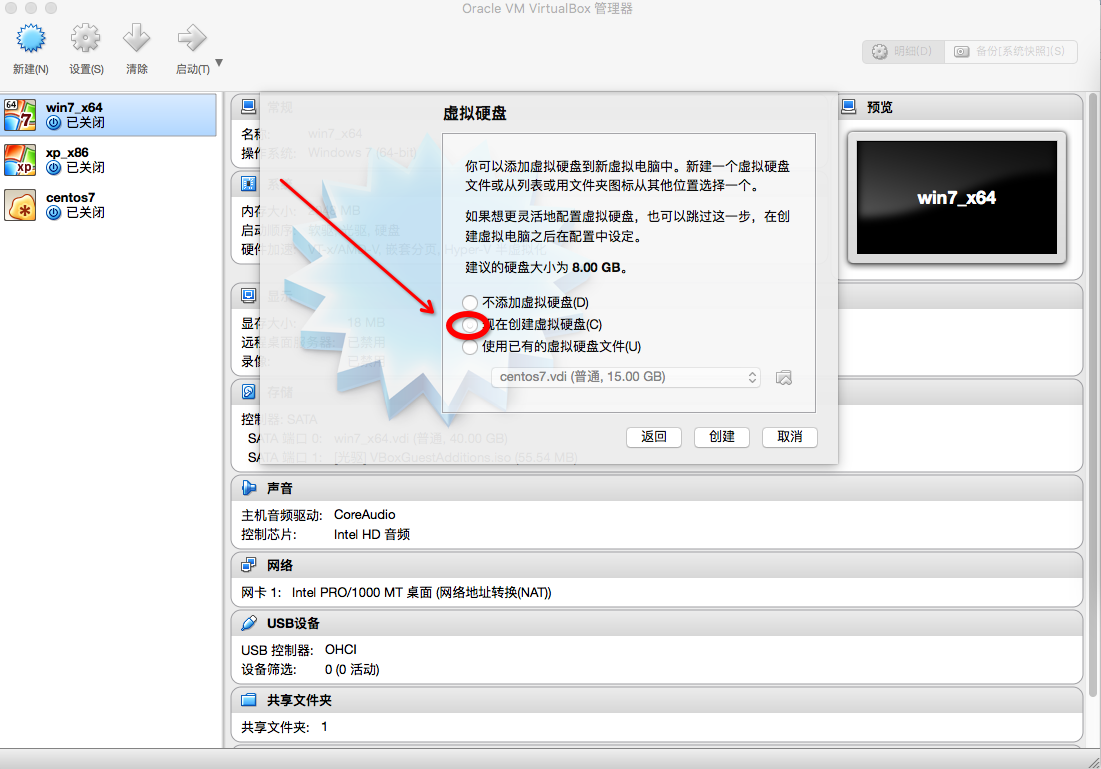 Oracle VM VirtualBox 管理器
新建(N)
设置(S)
清除
启动(T)
明细(D)
备份[系统快照](S)
64
7
win7_x64
已关闭
xp
xp_x86
已关闭
centos7
已关闭
常规
名称: win7_x64
操作系统: Windows 7 (64-bit)
内存大小:
启动顺序: 软驱, 光驱, 硬盘
硬件加速: VT-x/AMD-V, 嵌套分页, Hyper-V 半虚拟化
显存大小: 18 MB
远程桌面服务器: 已禁用
录像: 已禁用
存储
控制器: SATA
SATA 端口 0: win7_x64.vdi (普通, 40.00 GB)
SATA 端口 1: [光驱] VBoxGuestAdditions.iso (55.54 MB)
虚拟硬盘
你可以添加虚拟硬盘到新虚拟电脑中。新建一个虚拟硬盘
文件或从列表或用文件夹图标从其他位置选择一个。
如果想更灵活地配置虚拟硬盘，也可以跳过这一步，在创
建虚拟电脑之后在配置中设定。
建议的硬盘大小为 8.00 GB。
不添加虚拟硬盘(D)
现在创建虚拟硬盘(C)
使用已有的虚拟硬盘文件(U)
centos7.vdi (普通, 15.00 GB)
返回
创建
取消
预览
win7_x64
声音
主机音频驱动: CoreAudio
控制芯片: Intel HD 音频
网络
网卡 1: Intel PRO/1000 MT 桌面 (网络地址转换(NAT))
USB设备
USB 控制器: OHCI
设备筛选: 0 (0 活动)
共享文件夹
共享文件夹: 1